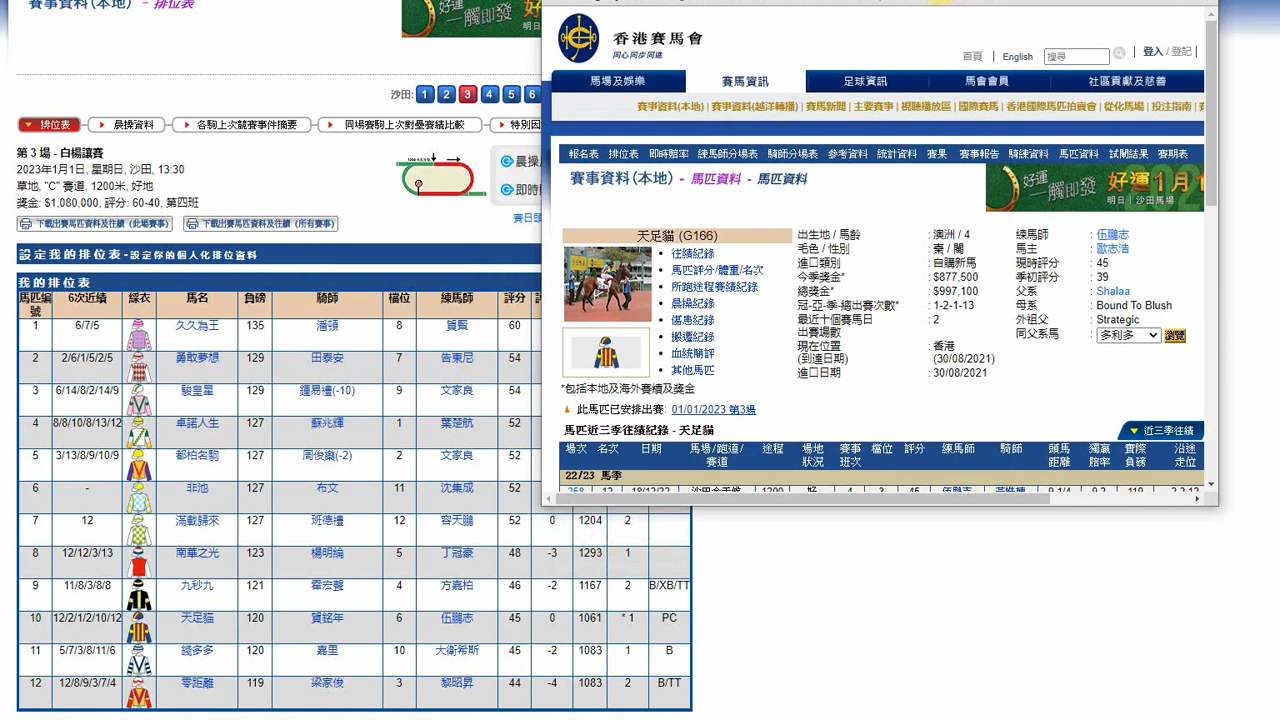 賽事資料(本地) - 排位表
好運
一觸即發
明日
沙田: 1 2 3 4 5 6
排位表 晨操資料 各駒上次競賽事件摘要 同場賽駒上次對壘賽績比較 特別因
第 3 場 - 白楊讓賽
2023年1月1日, 星期日, 沙田, 13:30
草地, "C" 賽道, 1200米, 好地
獎金: $1,080,000, 評分: 60-40, 第四班
晨操
即時
賽日頭
下載出賽馬匹資料及往績 (此場賽事) 下載出賽馬匹資料及往績 (所有賽事)
設定我的排位表-設定你的個人化排位資料
我的排位表
馬匹編號 6次近績 綵衣 馬名 負磅 騎師 檔位 練馬師 評分
1 6/7/5 久久為王 135 潘頓 8 賀賢 60
2 2/6/1/5/2/5 勇敢夢想 129 田泰安 7 告東尼 54
3 6/14/8/2/14/9 駿皇星 129 鍾易禮(-10) 9 文家良 54
4 8/8/10/8/13/12 卓諾人生 127 蘇兆輝 1 葉楚航 52
5 3/13/8/9/10/9 都柏名駒 127 周俊樂(-2) 2 文家良 52
6 - 非池 127 布文 11 沈集成 52
7 12 滿載歸來 127 班德禮 12 容天鵬 52 0 1204 2
8 12/12/3/13 南華之光 123 楊明綸 5 丁冠豪 48 -3 1293 1
9 11/8/3/8/8 九秒九 121 霍宏聲 4 方嘉柏 46 -2 1167 2 B/XB/TT
10 12/2/1/2/10/12 天足貓 120 賀銘年 6 伍鵬志 45 0 1061 * 1 PC
11 5/7/3/8/11/6 錢多多 120 嘉里 10 大衛希斯 45 -2 1083 1 B
12 12/8/9/3/7/4 零距離 119 梁家俊 3 黎昭昇 44 -4 1083 2 B/TT
香港賽馬會
同心同步同進
首頁 | English 搜尋 | 登入 / 登記
馬場及娛樂 賽馬資訊 足球資訊 馬會會員 社區貢獻及慈善
賽事資料(本地) | 賽事資料(越洋轉播) | 賽馬新聞 | 主要賽事 | 視聽播放區 | 國際賽馬 | 香港國際馬匹拍賣會 | 從化馬場 | 投注指南 |
報名表 排位表 即時賠率 練馬師分場表 騎師分場表 參考資料 統計資料 賽果 賽事報告 騎練資料 馬匹資料 試閘結果 賽期表
賽事資料(本地) - 馬匹資料 - 馬匹資料
好運
一觸即發
好運1月1
明日 | 沙田馬場
天足貓 (G166)
往績紀錄
馬匹評分/體重/名次
所跑途程賽績紀錄
晨操紀錄
傷患紀錄
搬遷紀錄
血統簡評
其他馬匹
出生地 / 馬齡 : 澳洲 / 4
毛色 / 性別 : 棗 / 閹
進口類別 : 自購新馬
今季獎金* : $877,500
總獎金* : $997,100
冠-亞-季-總出賽次數* : 1-2-1-13
最近十個賽馬日
出賽場數 : 2
現在位置
(到達日期) : 香港
(30/08/2021)
進口日期 : 30/08/2021
練馬師 : 伍鵬志
馬主 : 歐志浩
現時評分 : 45
季初評分 : 39
父系 : Shalaa
母系 : Bound To Blush
外祖父 : Strategic
同父系馬 : 多利多 瀏覽
*包括本地及海外賽績及獎金
此馬匹已安排出賽: 01/01/2023 第3場
馬匹近三季往績紀錄 - 天足貓
近三季往績
場次 名次 日期 馬場/跑道/賽道 途程 場地狀況 賽事班次 檔位 評分 練馬師 騎師 頭馬距離 獨贏賠率 實際負磅 沿途走位
22/23 馬季